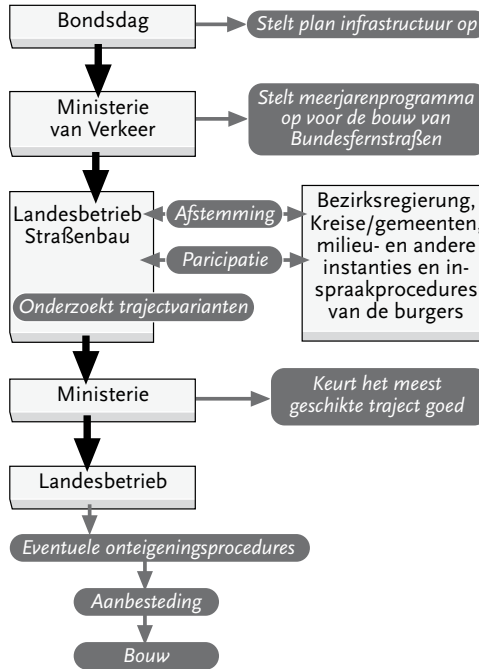 Bondsdag
Stelt plan infrastructuur op
Ministerie
van Verkeer
Stelt meerjarenprogramma
op voor de bouw van
Bundesfernstraßen
Landesbetrieb
Straßenbau
Afstemming
Paricipatie
Onderzoekt trajectvarianten
Bezirksregierung,
Kreise/gemeenten,
milieu- en andere
instanties en in-
spraakprocedures
van de burgers
Ministerie
Keurt het meest
geschikte traject goed
Landesbetrieb
Eventuele onteigeningsprocedures
Aanbesteding
Bouw